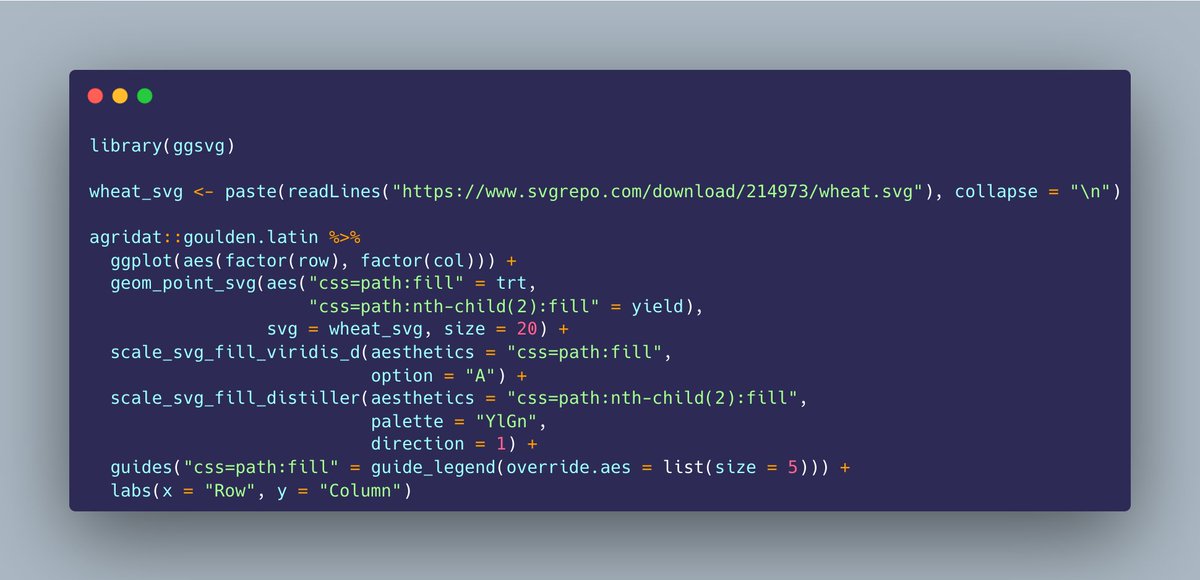 library(ggsvg)
wheat_svg <- paste(readLines("https://www.svgrepo.com/download/214973/wheat.svg"), collapse = "\n")
agridat::goulden.latin %>%
  ggplot(aes(factor(row), factor(col))) +
  geom_point_svg(aes("css=path:fill" = trt,
                     "css=path:nth-child(2):fill" = yield),
                 svg = wheat_svg, size = 20) +
  scale_svg_fill_viridis_d(aesthetics = "css=path:fill",
                           option = "A") +
  scale_svg_fill_distiller(aesthetics = "css=path:nth-child(2):fill",
                           palette = "YlGn",
                           direction = 1) +
  guides("css=path:fill" = guide_legend(override.aes = list(size = 5))) +
  labs(x = "Row", y = "Column")